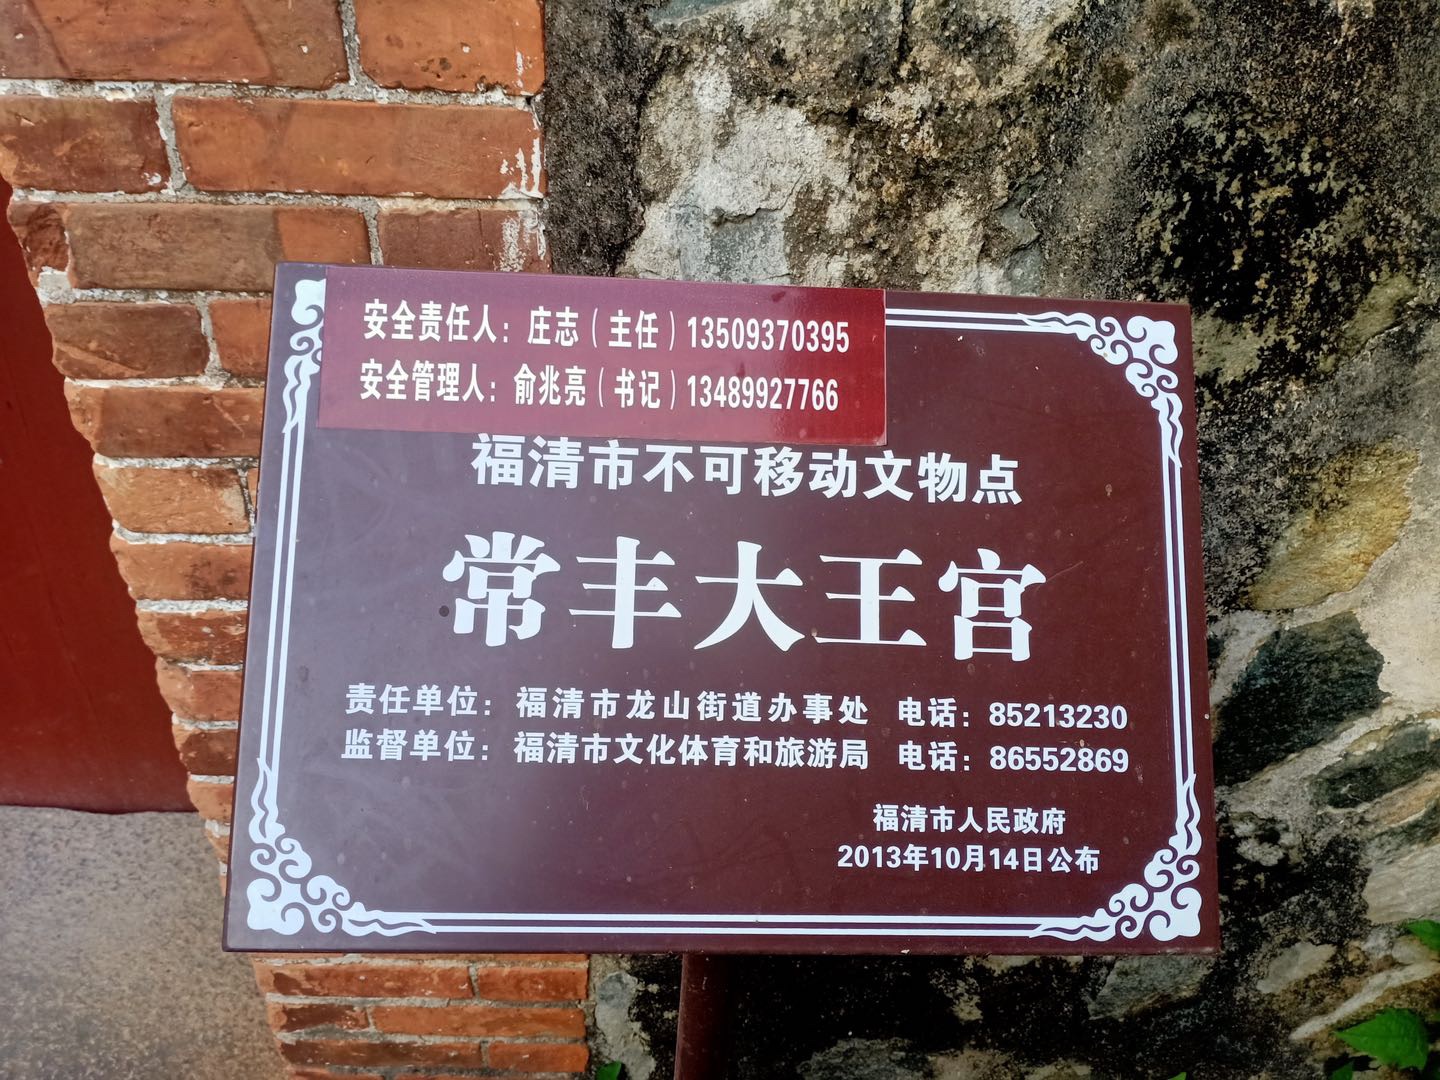 安全责任人：庄志（主任）13509370395
安全管理人：俞兆亮（书记）13489927766
福清市不可移动文物点
常丰大王宫
责任单位：福清市龙山街道办事处 电话：85213230
监督单位：福清市文化体育和旅游局 电话：86552869
福清市人民政府
2013年10月14日公布